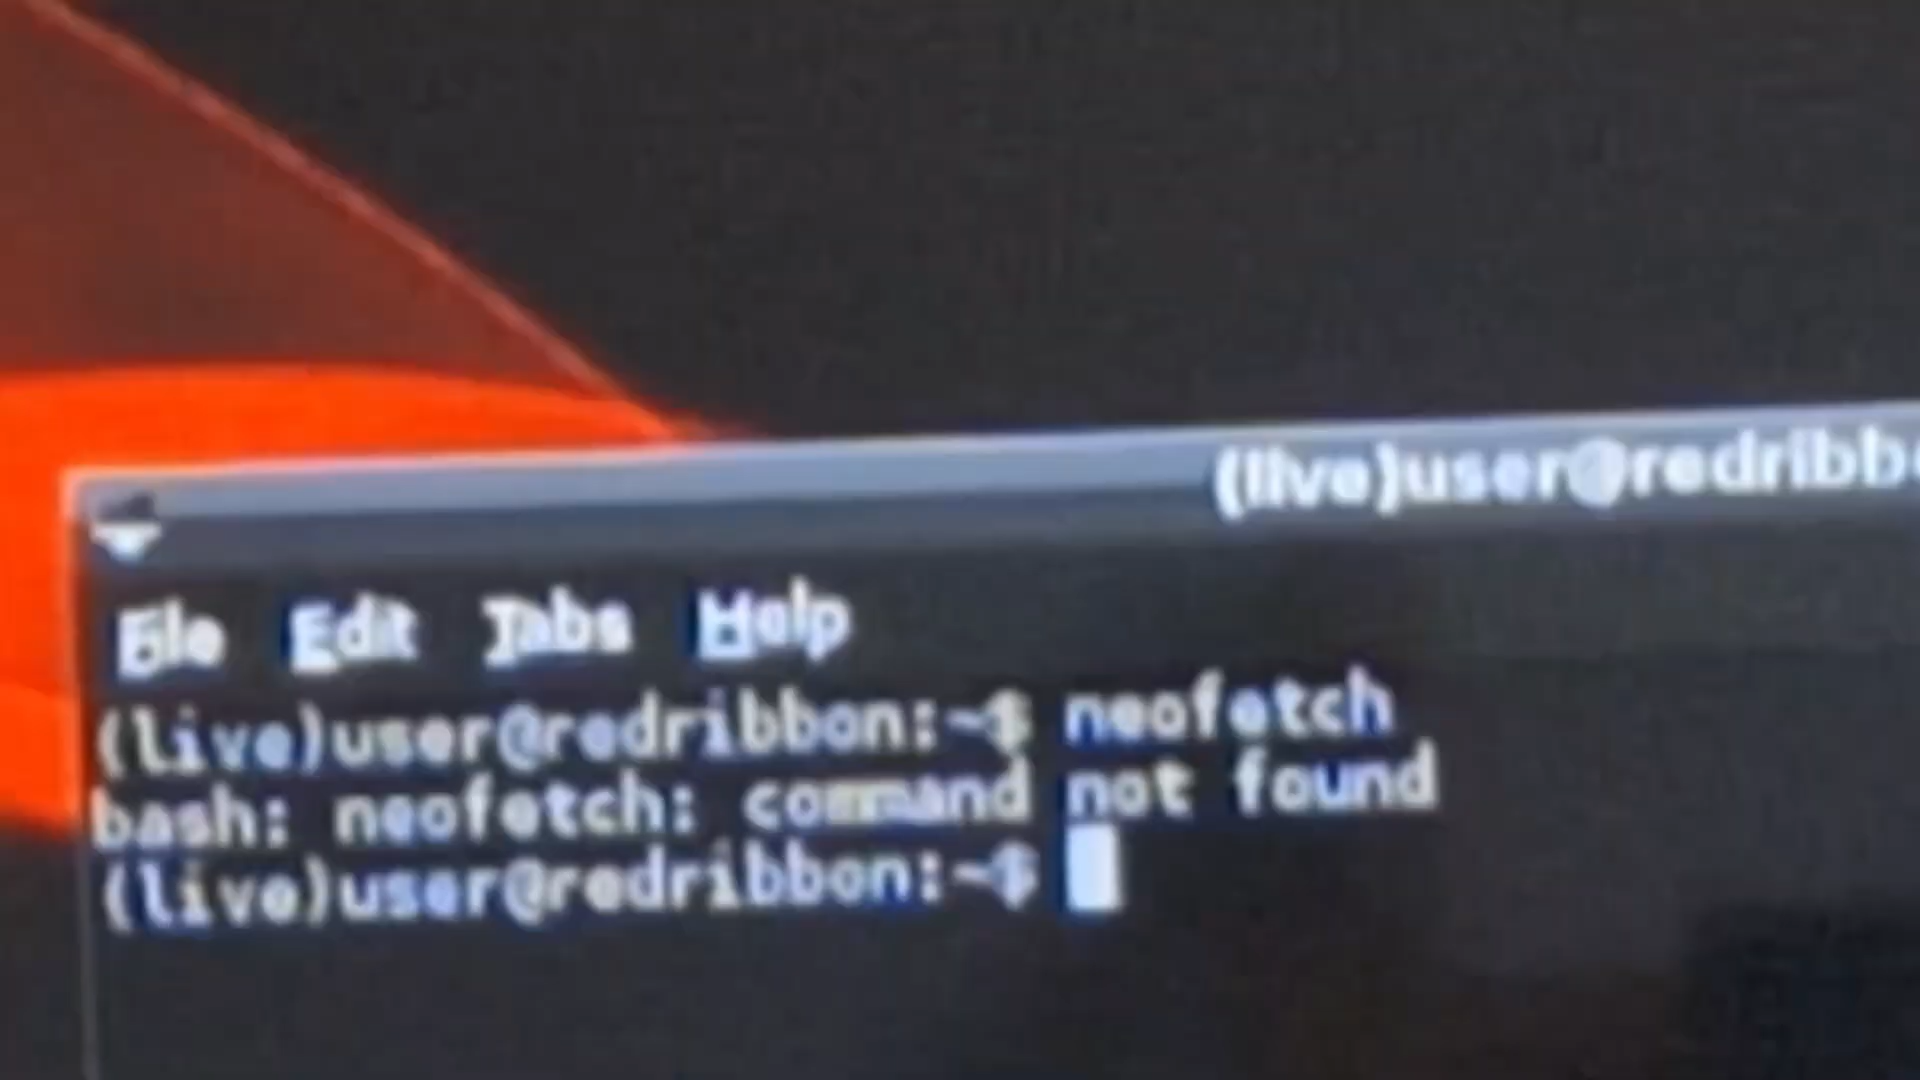 (live)user@redribb
File Edit Tabs Help
(live)user@redribbon:~$ neofetch
bash: neofetch: command not found
(live)user@redribbon:~$